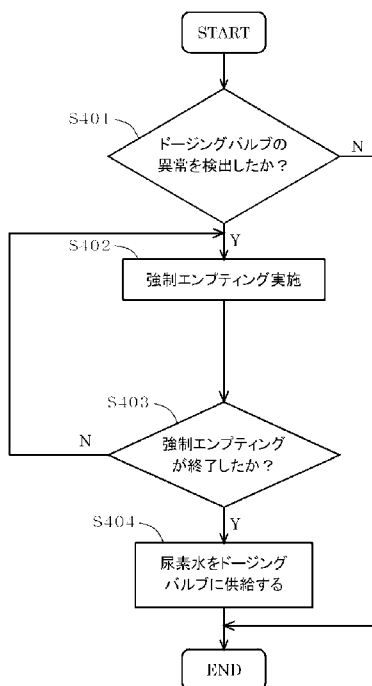 START
S401
ドージングバルブの
異常を検出したか？
N
Y
S402
強制エンプティング実施
S403
N
強制エンプティング
が終了したか？
Y
S404
尿素水をドージング
バルブに供給する
END